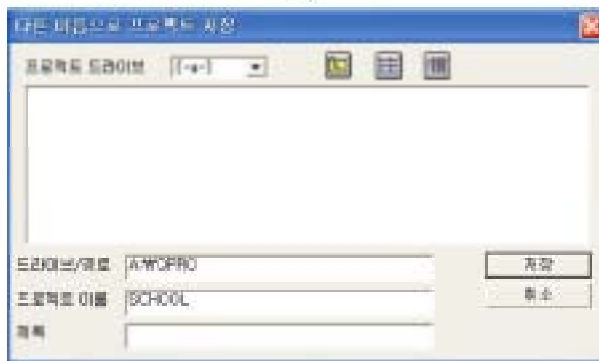 다른 이름으로 프로젝트 저장
프로젝트 드라이브 [-a-]
드라이브/경로 A:₩GPPRO
프로젝트 이름 SCHOOL
제목
저장
취소